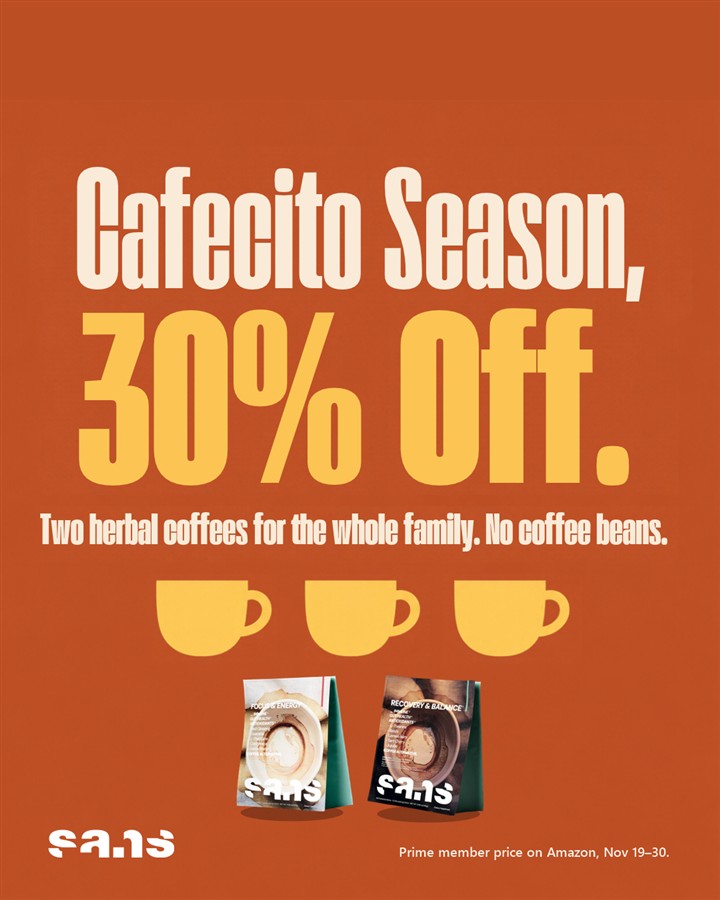 Cafecito Season,
30% Off.
Two herbal coffees for the whole family. No coffee beans.
FOCUS & ENERGY
sans
RECOVERY & BALANCE
sans
sans
Prime member price on Amazon, Nov 19–30.